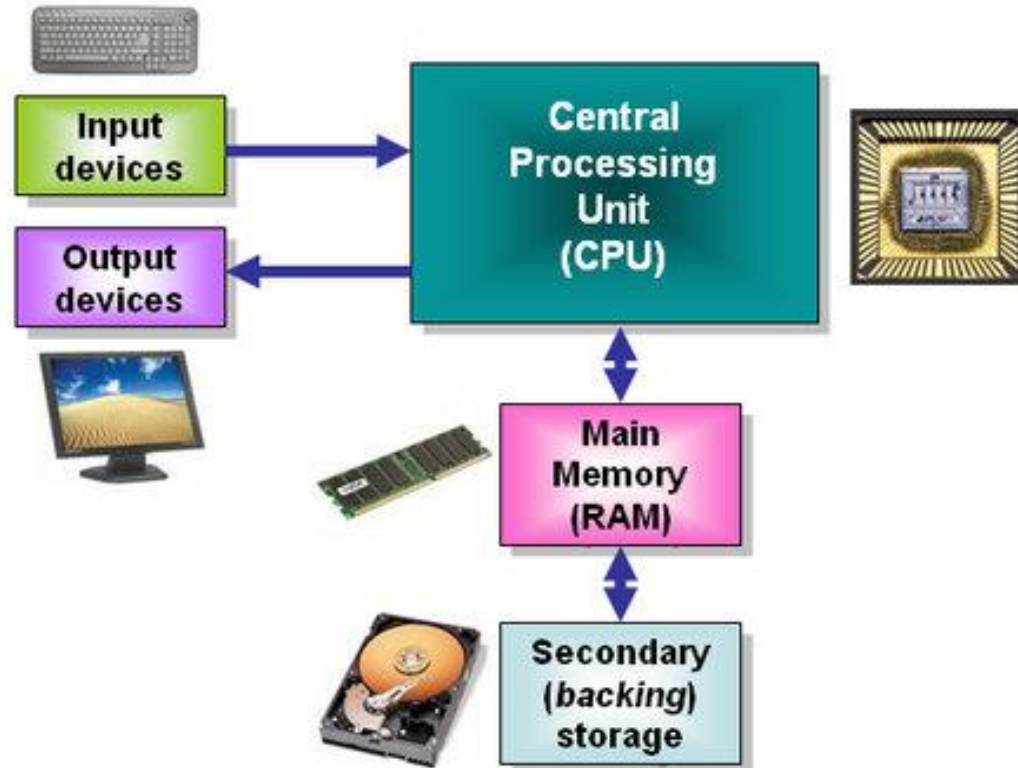 Input
devices
Output
devices
Central
Processing
Unit
(CPU)
Main
Memory
(RAM)
Secondary
(backing)
storage